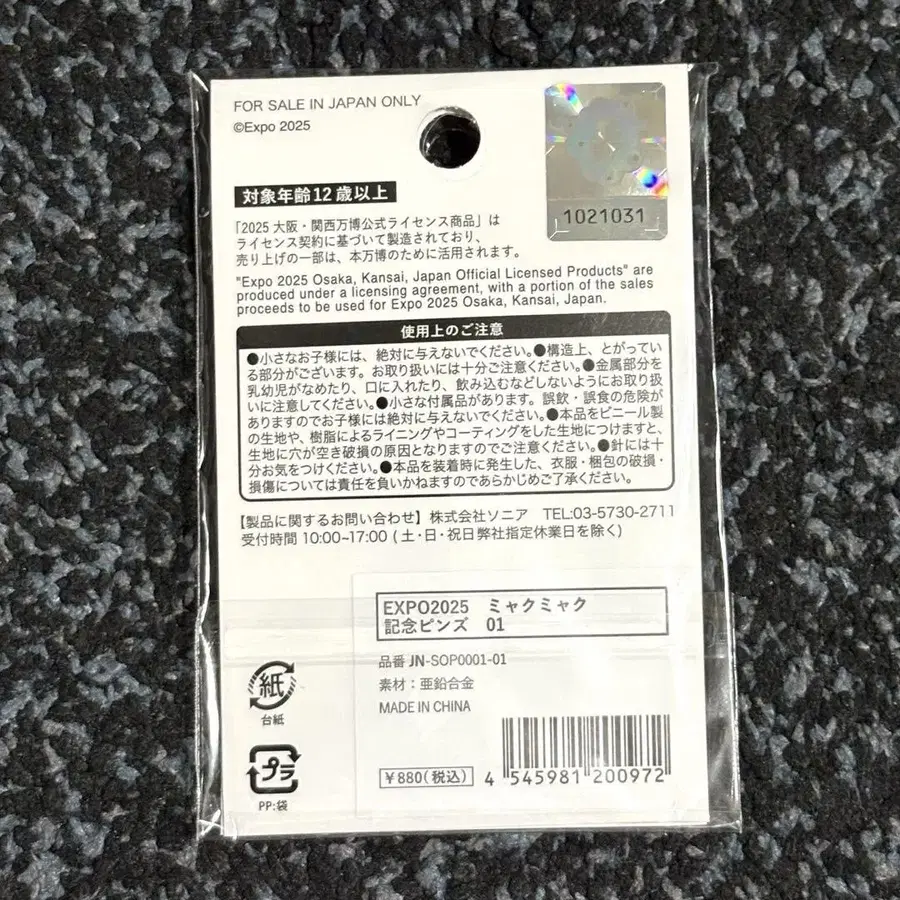 FOR SALE IN JAPAN ONLY
©Expo 2025
1021031
対象年齢12歳以上
「2025 大阪・関西万博公式ライセンス商品」は
ライセンス契約に基づいて製造されており、
売り上げの一部は、本万博のために活用されます。
"Expo 2025 Osaka, Kansai, Japan Official Licensed Products" are
produced under a licensing agreement, with a portion of the sales
proceeds to be used for Expo 2025 Osaka, Kansai, Japan.
使用上のご注意
●小さなお子様には、絶対に与えないでください。●構造上、とがってい
る部分がございます。お取り扱いには十分ご注意ください。●金属部分を
乳幼児がなめたり、口に入れたり、飲み込むなどしないようにお取り扱
いに注意してください。●小さな付属品があります。誤飲・誤食の危険が
ありますのでお子様には絶対に与えないでください。●本品をビニール製
の生地や、樹脂によるライニングやコーティングをした生地につけますと、
生地に穴が空き破損の原因となりますのでご注意ください。●針には十
分お気をつけください。●本品を装着時に発生した、衣服・梱包の破損・
損傷については責任を負いかねますのであらかじめご了承ください。
【製品に関するお問い合わせ】 株式会社ソニア TEL:03-5730-2711
受付時間 10:00~17:00 (土・日・祝日弊社指定休業日を除く)
EXPO2025 ミャクミャク
記念ピンズ 01
品番 JN-SOP0001-01
素材：亜鉛合金
MADE IN CHINA
￥880(税込)
4 545981 200972
紙
台紙
プラ
PP:袋